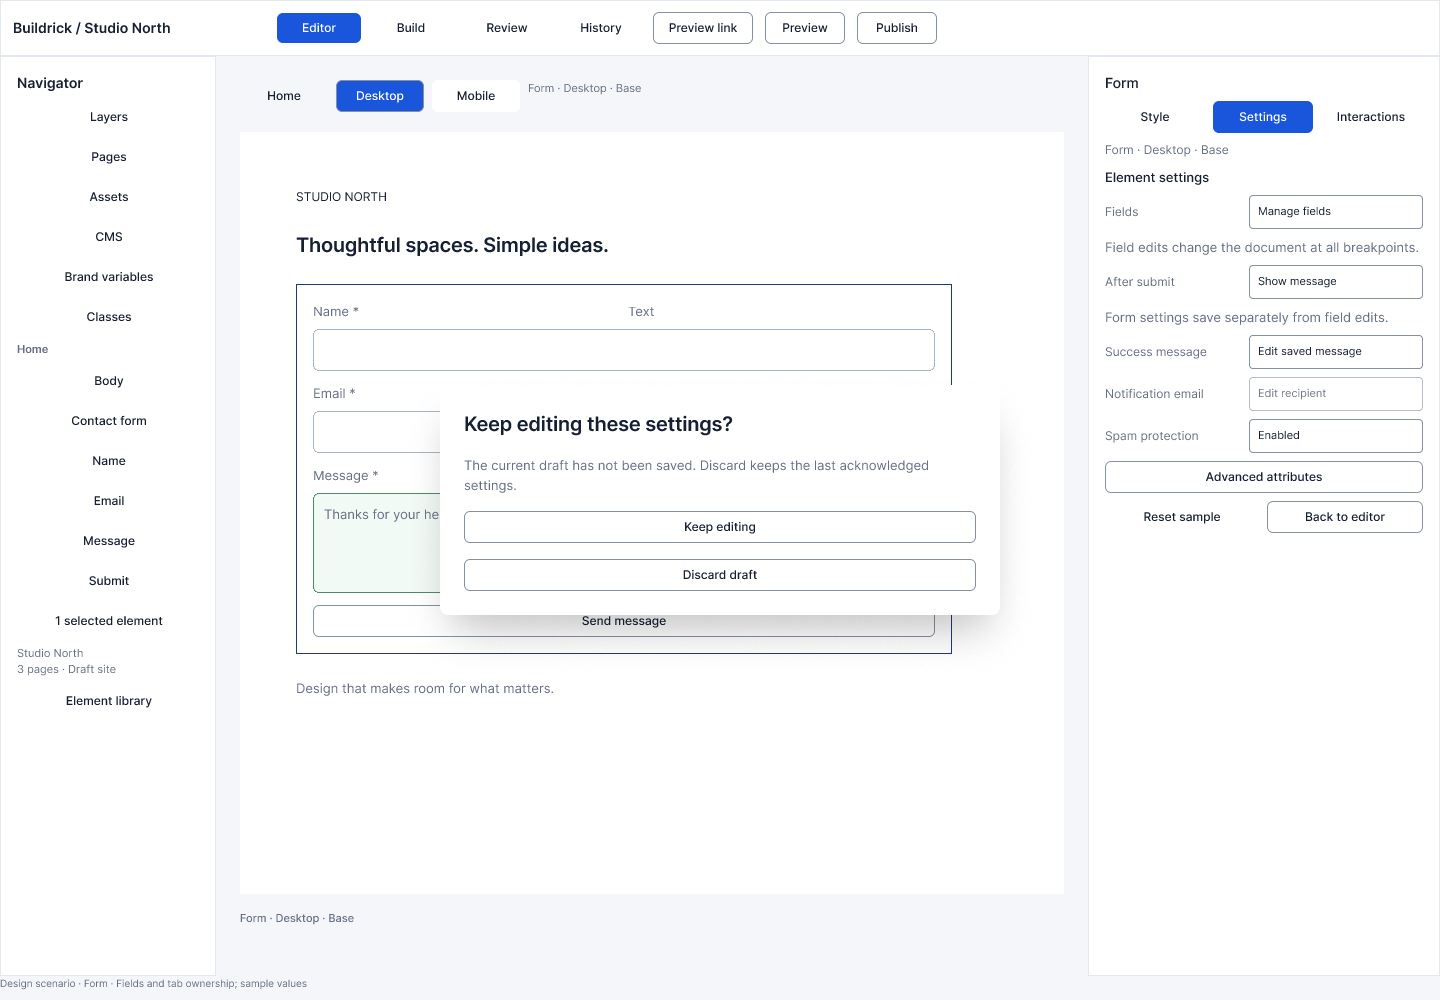 Buildrick / Studio North
Editor
Build
Review
History
Preview link
Preview
Publish
Navigator
Layers
Pages
Assets
CMS
Brand variables
Classes
Home
Body
Contact form
Name
Email
Message
Submit
1 selected element
Studio North
3 pages · Draft site
Element library
Home
Desktop
Mobile
Form · Desktop · Base
STUDIO NORTH
Thoughtful spaces. Simple ideas.
Name *
Text
Email *
Message *
Thanks for your he
Send message
Design that makes room for what matters.
Keep editing these settings?
The current draft has not been saved. Discard keeps the last acknowledged
settings.
Keep editing
Discard draft
Form · Desktop · Base
Form
Style
Settings
Interactions
Form · Desktop · Base
Element settings
Fields
Manage fields
Field edits change the document at all breakpoints.
After submit
Show message
Form settings save separately from field edits.
Success message
Edit saved message
Notification email
Edit recipient
Spam protection
Enabled
Advanced attributes
Reset sample
Back to editor
Design scenario · Form · Fields and tab ownership; sample values